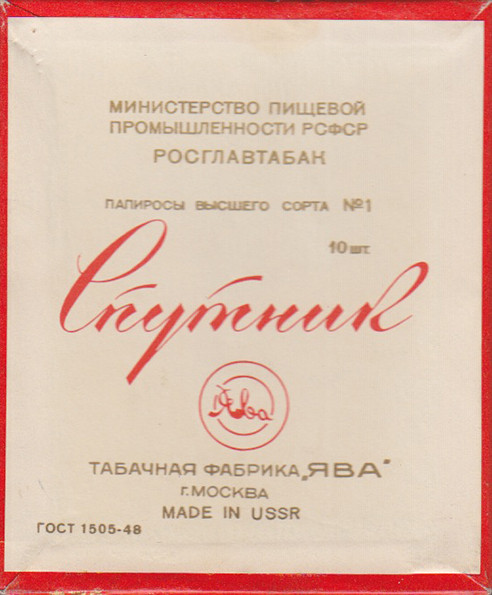 МИНИСТЕРСТВО ПИЩЕВОЙ
ПРОМЫШЛЕННОСТИ РСФСР
РОСГЛАВТАБАК
ПАПИРОСЫ ВЫСШЕГО СОРТА №1
10 шт.
Спутник
Ява
ТАБАЧНАЯ ФАБРИКА „ЯВА"
г. МОСКВА
MADE IN USSR
ГОСТ 1505-48